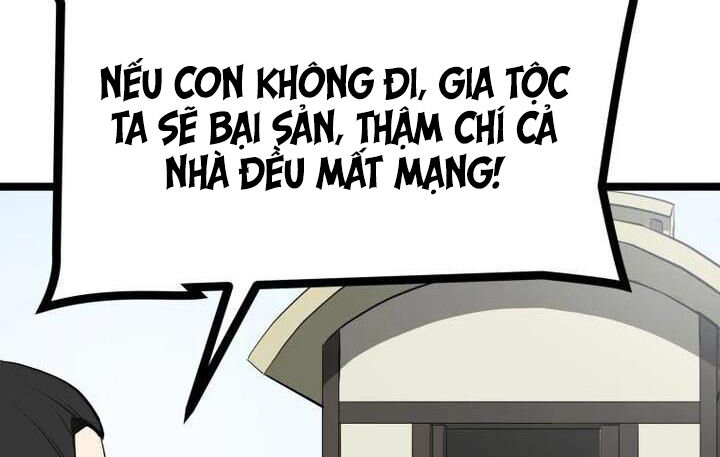 NẾU CON KHÔNG ĐI, GIA TỘC
TA SẼ BẠI SẢN, THẬM CHÍ CẢ
NHÀ ĐỀU MẤT MẠNG!